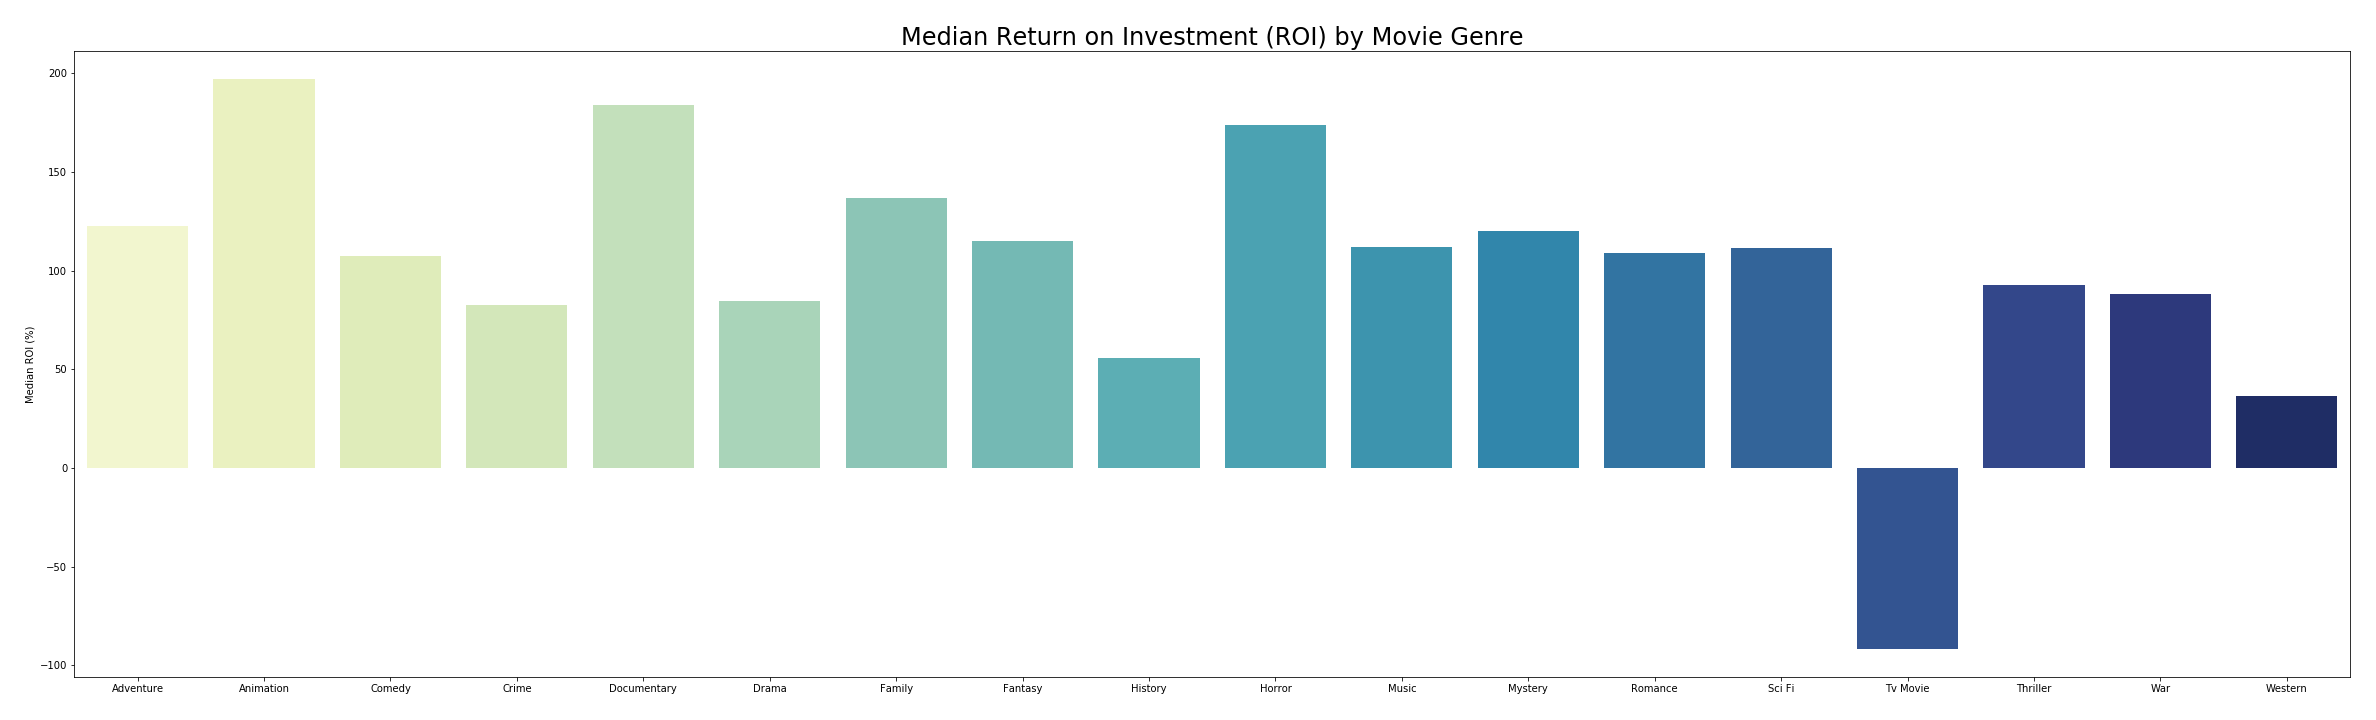 Median Return on Investment (ROI) by Movie Genre
200
150
100
50
0
−50
−100
Median ROI (%)
Adventure Animation Comedy Crime Documentary Drama Family Fantasy History Horror Music Mystery Romance Sci Fi Tv Movie Thriller War Western